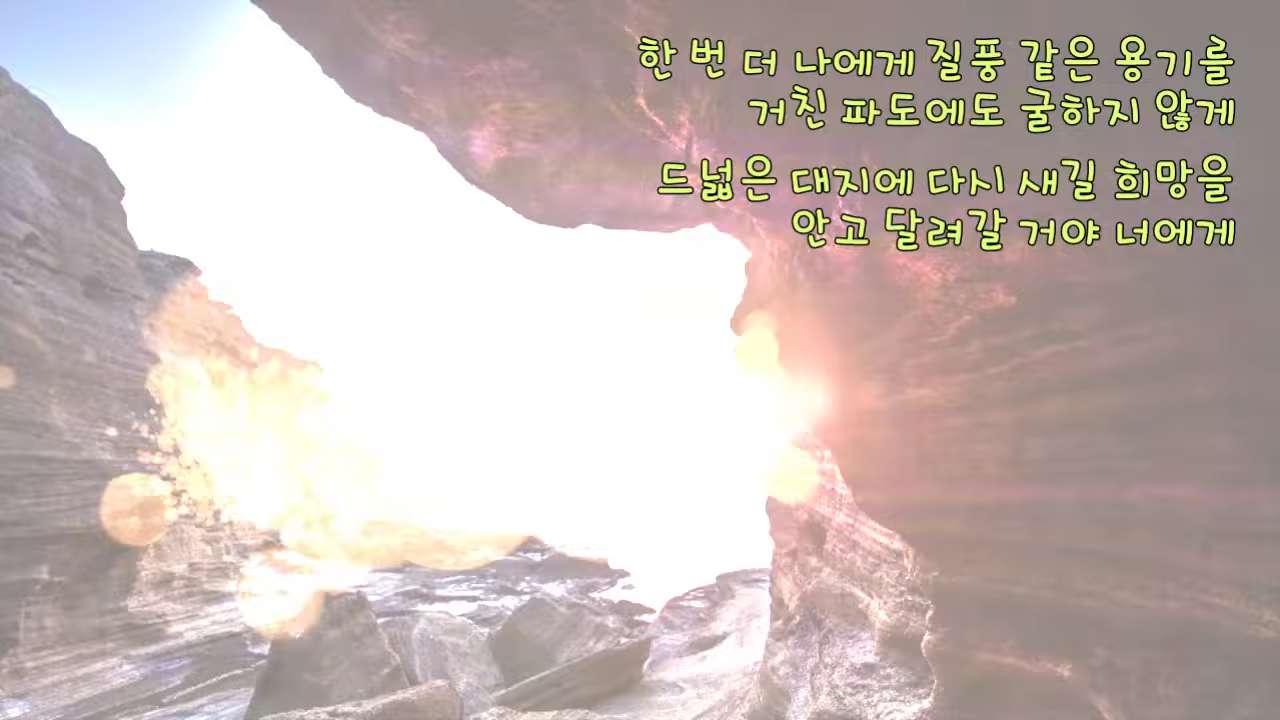 한 번 더 나에게 질풍 같은 용기를
거친 파도에도 굴하지 않게
드넓은 대지에 다시 새길 희망을
안고 달려갈 거야 너에게